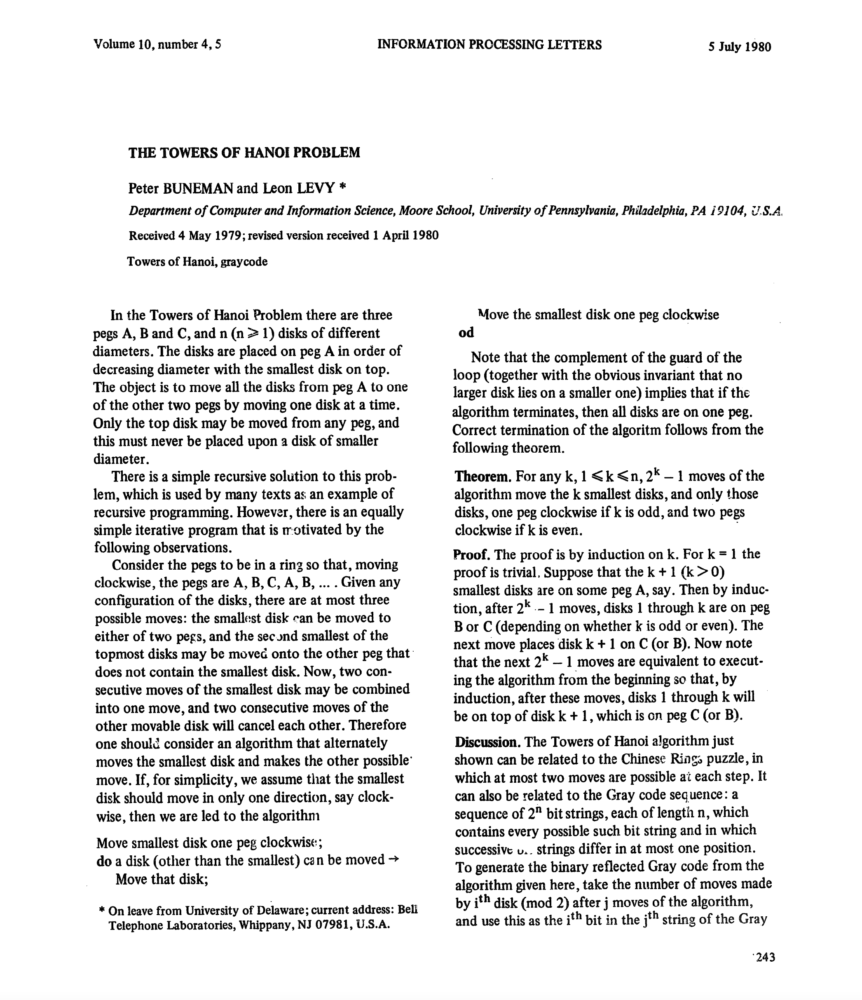 Volume 10, number 4, 5
INFORMATION PROCESSING LETTERS
5 July 1980
THE TOWERS OF HANOI PROBLEM
Peter BUNEMAN and Leon LEVY *
Department of Computer and Information Science, Moore School, University of Pennsylvania, Philadelphia, PA 19104, U.S.A.
Received 4 May 1979; revised version received 1 April 1980
Towers of Hanoi, graycode
In the Towers of Hanoi Problem there are three
pegs A, B and C, and n (n ⩾ 1) disks of different
diameters. The disks are placed on peg A in order of
decreasing diameter with the smallest disk on top.
The object is to move all the disks from peg A to one
of the other two pegs by moving one disk at a time.
Only the top disk may be moved from any peg, and
this must never be placed upon a disk of smaller
diameter.
There is a simple recursive solution to this prob-
lem, which is used by many texts as an example of
recursive programming. However, there is an equally
simple iterative program that is motivated by the
following observations.
Consider the pegs to be in a ring so that, moving
clockwise, the pegs are A, B, C, A, B, ... . Given any
configuration of the disks, there are at most three
possible moves: the smallest disk can be moved to
either of two pegs, and the second smallest of the
topmost disks may be moved onto the other peg that
does not contain the smallest disk. Now, two con-
secutive moves of the smallest disk may be combined
into one move, and two consecutive moves of the
other movable disk will cancel each other. Therefore
one should consider an algorithm that alternately
moves the smallest disk and makes the other possible
move. If, for simplicity, we assume that the smallest
disk should move in only one direction, say clock-
wise, then we are led to the algorithm
Move smallest disk one peg clockwise;
do a disk (other than the smallest) can be moved →
Move that disk;
* On leave from University of Delaware; current address: Bell
Telephone Laboratories, Whippany, NJ 07981, U.S.A.
Move the smallest disk one peg clockwise
od
Note that the complement of the guard of the
loop (together with the obvious invariant that no
larger disk lies on a smaller one) implies that if the
algorithm terminates, then all disks are on one peg.
Correct termination of the algoritm follows from the
following theorem.
Theorem. For any k, 1 ⩽ k ⩽ n, 2^k − 1 moves of the
algorithm move the k smallest disks, and only those
disks, one peg clockwise if k is odd, and two pegs
clockwise if k is even.
Proof. The proof is by induction on k. For k = 1 the
proof is trivial. Suppose that the k + 1 (k > 0)
smallest disks are on some peg A, say. Then by induc-
tion, after 2^k − 1 moves, disks 1 through k are on peg
B or C (depending on whether k is odd or even). The
next move places disk k + 1 on C (or B). Now note
that the next 2^k − 1 moves are equivalent to execut-
ing the algorithm from the beginning so that, by
induction, after these moves, disks 1 through k will
be on top of disk k + 1, which is on peg C (or B).
Discussion. The Towers of Hanoi algorithm just
shown can be related to the Chinese Rings puzzle, in
which at most two moves are possible at each step. It
can also be related to the Gray code sequence: a
sequence of 2^n bit strings, each of length n, which
contains every possible such bit string and in which
successive strings differ in at most one position.
To generate the binary reflected Gray code from the
algorithm given here, take the number of moves made
by i^th disk (mod 2) after j moves of the algorithm,
and use this as the i^th bit in the j^th string of the Gray
243